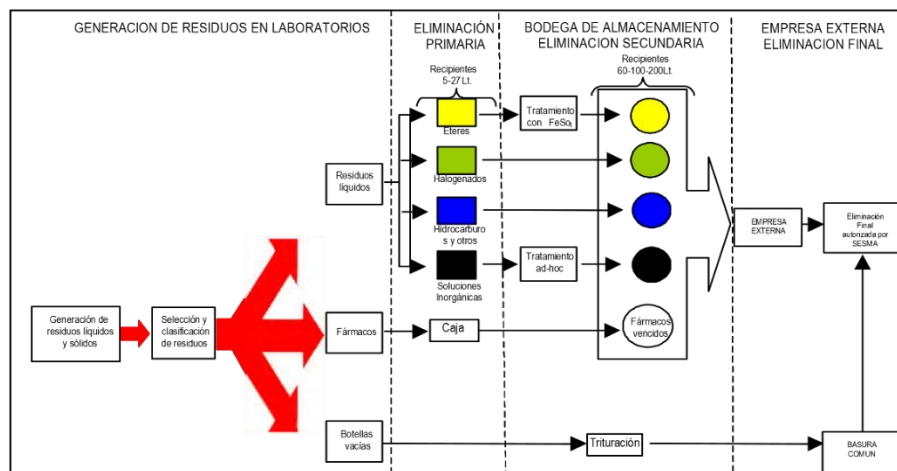 GENERACION DE RESIDUOS EN LABORATORIOS
ELIMINACIÓN
PRIMARIA
BODEGA DE ALMACENAMIENTO
ELIMINACION SECUNDARIA
EMPRESA EXTERNA
ELIMINACION FINAL
Recipientes
5-27Lt.
Recipientes
60-100-200Lt.
Residuos
líquidos
Eteres
Tratamiento
con FeSo₄
Halogenados
Hidrocarburo
s y otros
Soluciones
Inorgánicas
Tratamiento
ad-hoc
EMPRESA
EXTERNA
Eliminación
Final
autorizada por
SESMA
Generación de
residuos líquidos
y sólidos
Selección y
clasificación
de residuos
Fármacos
Caja
Fármacos
vencidos
Botellas
vacías
Trituración
BASURA
COMUN